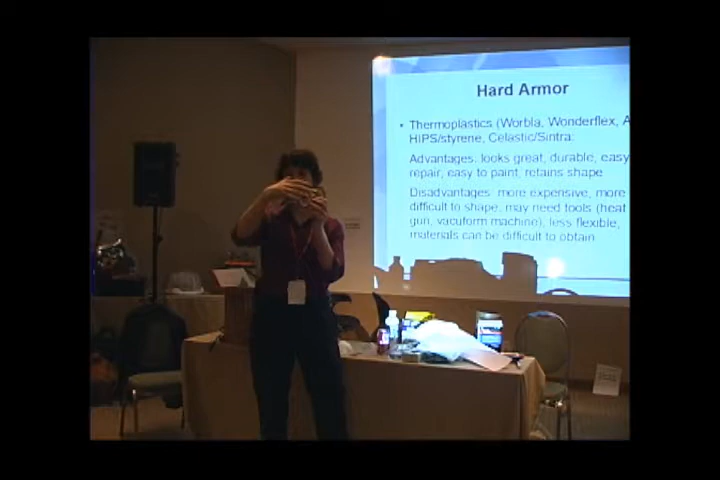 Hard Armor
• Thermoplastics (Worbla, Wonderflex, A
HIPS/styrene, Celastic/Sintra:
Advantages: looks great, durable, easy
repair, easy to paint, retains shape
Disadvantages: more expensive, more
difficult to shape, may need tools (heat
gun, vacuform machine), less flexible,
materials can be difficult to obtain